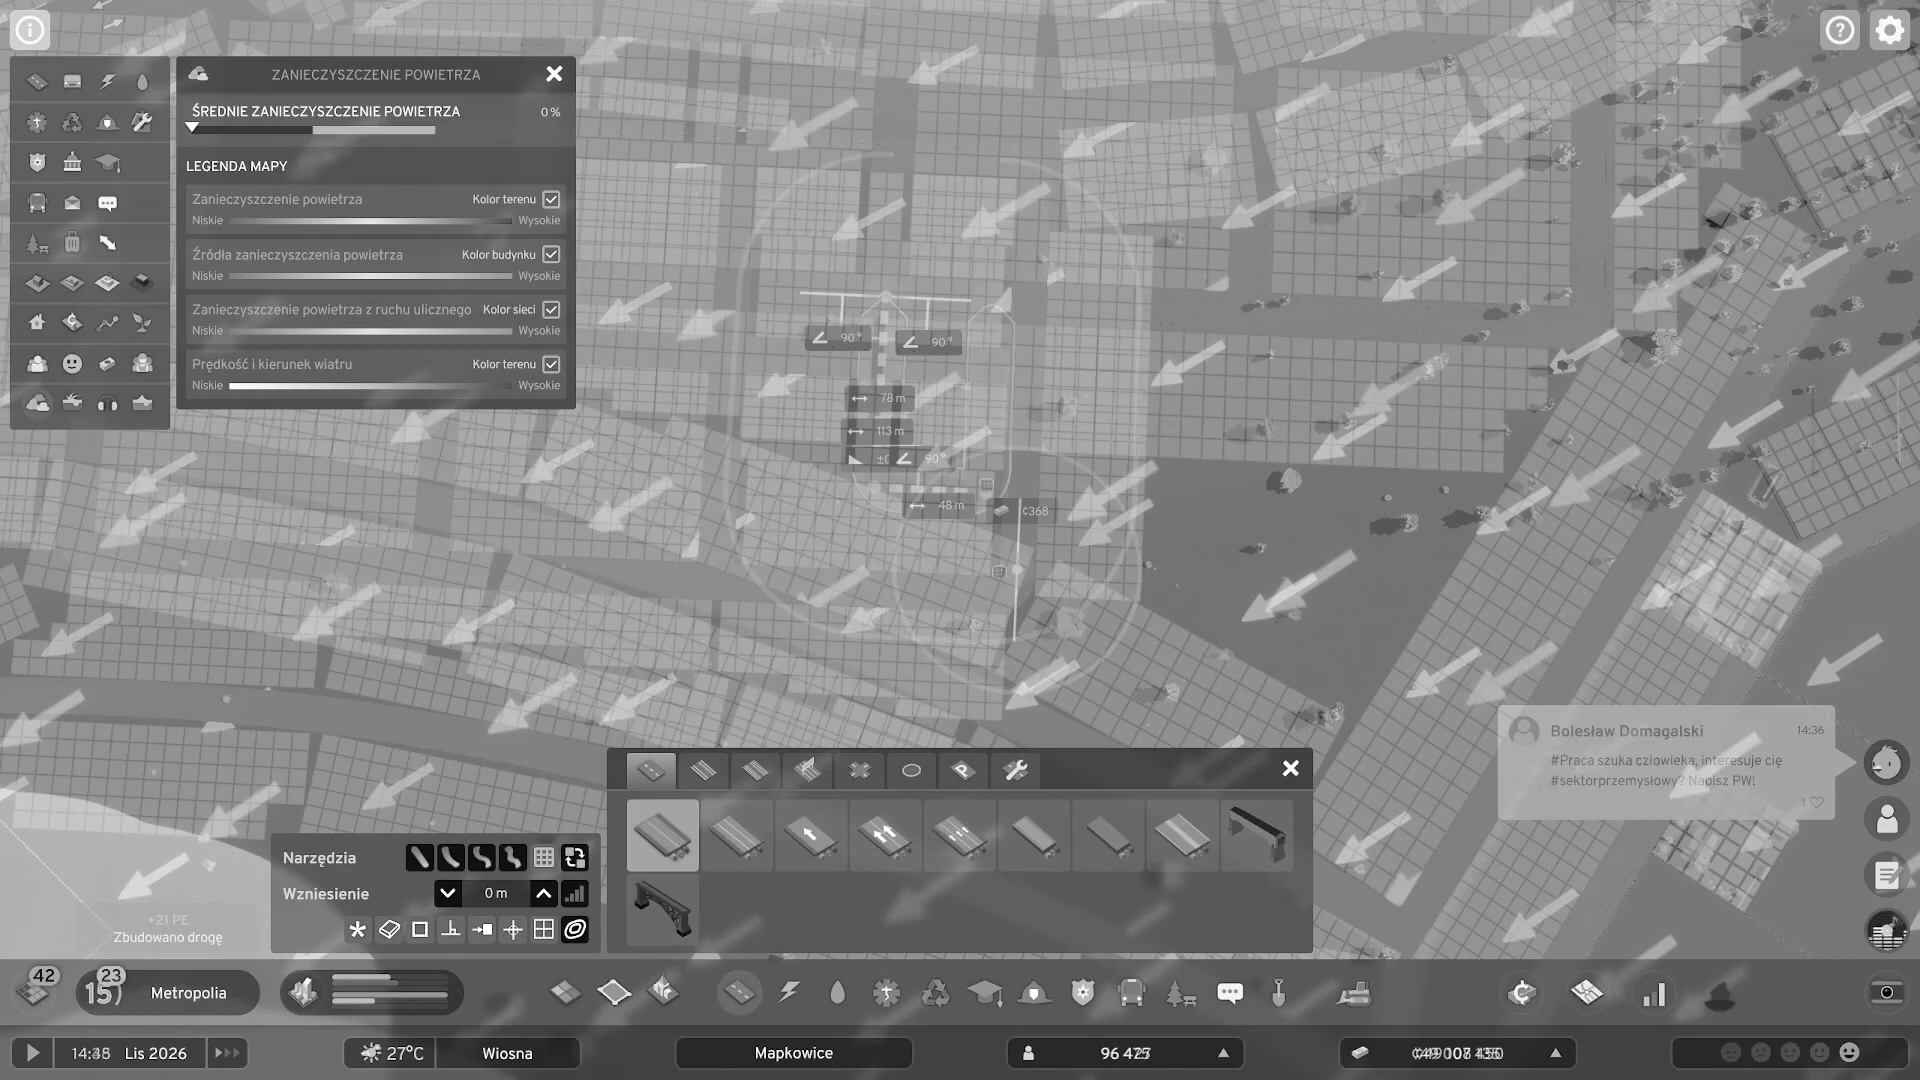 ZANIECZYSZCZENIE POWIETRZA
ŚREDNIE ZANIECZYSZCZENIE POWIETRZA 0 %
LEGENDA MAPY
Zanieczyszczenie powietrza Kolor terenu
Niskie Wysokie
Źródła zanieczyszczenia powietrza Kolor budynku
Niskie Wysokie
Zanieczyszczenie powietrza z ruchu ulicznego Kolor sieci
Niskie Wysokie
Prędkość i kierunek wiatru Kolor terenu
Niskie Wysokie
90°
90°
78 m
113 m
90°
48 m
¢368
Bolesław Domagalski 14:36
#Praca szuka człowieka, interesuje cię
#sektorprzemysłowy? Napisz PW!
1
Narzędzia
Wzniesienie 0 m
+21 PE
Zbudowano drogę
42
23
Metropolia
Lis 2026
27°C
Wiosna
Mapkowice